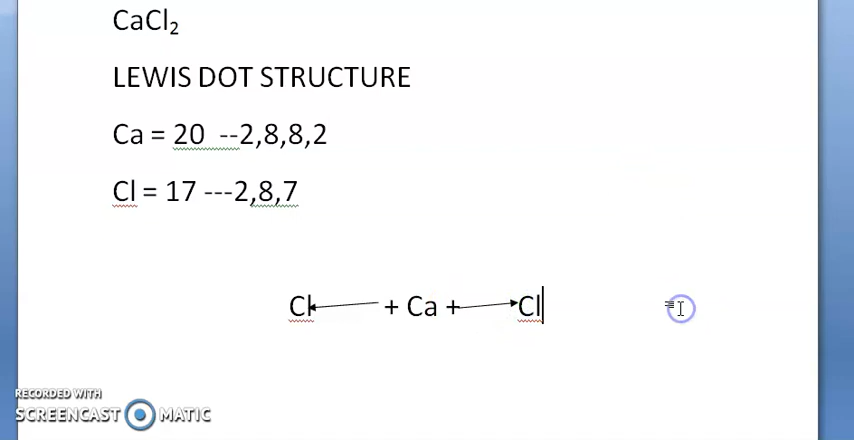 CaCl₂
LEWIS DOT STRUCTURE
Ca = 20 --2,8,8,2
Cl = 17 ---2,8,7
Cl + Ca + Cl
RECORDED WITH
SCREENCAST MATIC